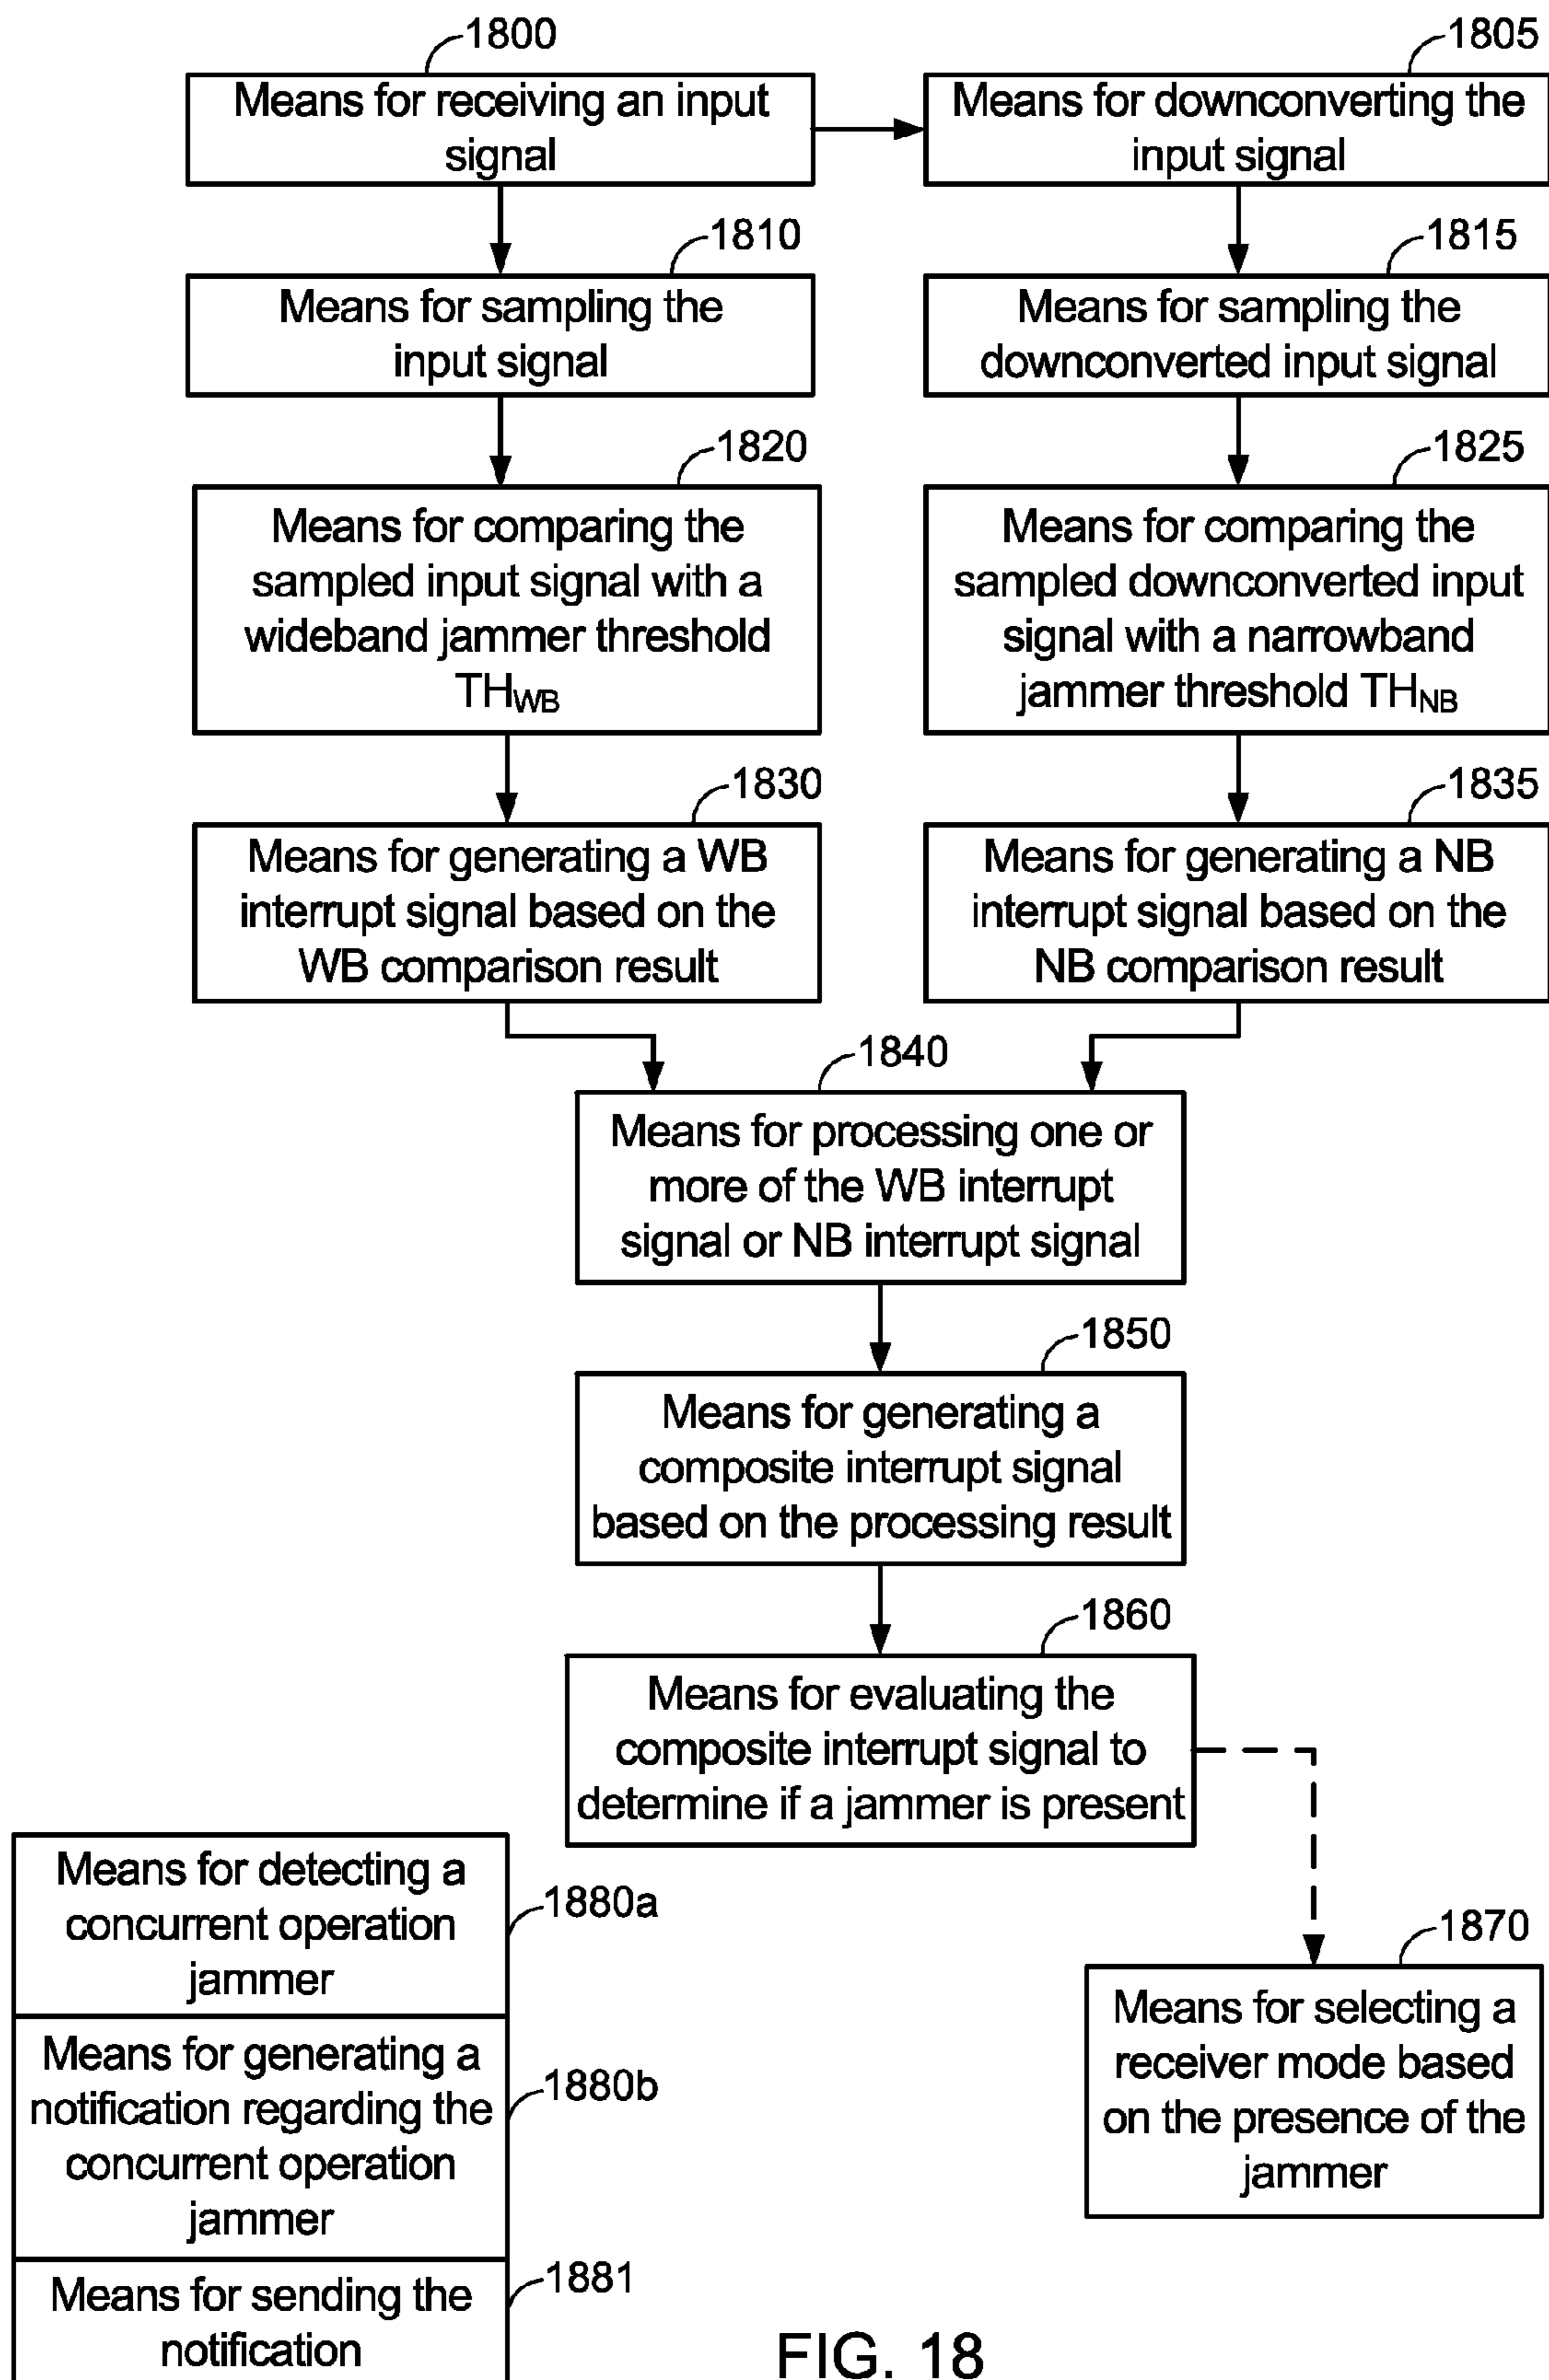 1800
Means for receiving an input
signal
1805
Means for downconverting the
input signal
1810
Means for sampling the
input signal
1815
Means for sampling the
downconverted input signal
1820
Means for comparing the
sampled input signal with a
wideband jammer threshold
THWB
1825
Means for comparing the
sampled downconverted input
signal with a narrowband
jammer threshold THNB
1830
Means for generating a WB
interrupt signal based on the
WB comparison result
1835
Means for generating a NB
interrupt signal based on the
NB comparison result
1840
Means for processing one or
more of the WB interrupt
signal or NB interrupt signal
1850
Means for generating a
composite interrupt signal
based on the processing result
1860
Means for evaluating the
composite interrupt signal to
determine if a jammer is present
1870
Means for selecting a
receiver mode based
on the presence of the
jammer
Means for detecting a
concurrent operation
jammer
1880a
Means for generating a
notification regarding the
concurrent operation
jammer
1880b
Means for sending the
notification
1881
FIG. 18